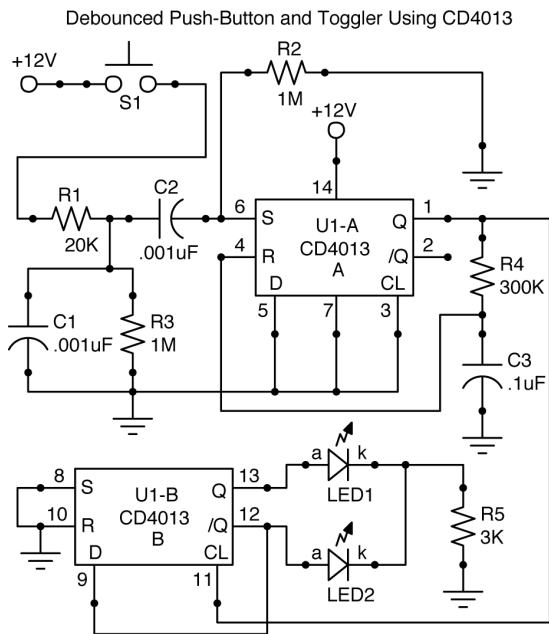 Debounced Push-Button and Toggler Using CD4013
+12V
S1
R2
1M
+12V
14
R1
20K
C2
.001uF
6
S
U1-A
Q
1
4
R
CD4013
/Q
2
A
D
CL
5
7
3
R4
300K
C1
.001uF
R3
1M
C3
.1uF
8
S
U1-B
Q
13
10
R
CD4013
/Q
12
B
D
CL
9
11
a
k
LED1
a
k
LED2
R5
3K